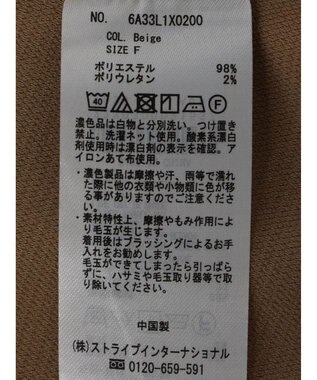 NO. 6A33L1X0200
COL. Beige
SIZE F
ポリエステル 98%
ポリウレタン 2%
40 F
濃色品は白物と分別洗い。つけ置き
禁止。洗濯ネット使用。酸素系漂白
剤使用時は漂白剤の表示を確認。ア
イロンあて布使用。
・濃色製品は摩擦や汗、雨等で濡れ
た際に他の衣類や小物類に色が移
る事がありますのでご注意くださ
い。
・素材特性上、摩擦やもみ作用によ
り毛玉が生じます。
着用後はブラッシングによるお手
入れをお勧めします。
毛玉ができてしまったら引っぱら
ずに、ハサミや毛玉取り器等で取
り除いてください。
中国製
(株)ストライプインターナショナル
0120-659-591